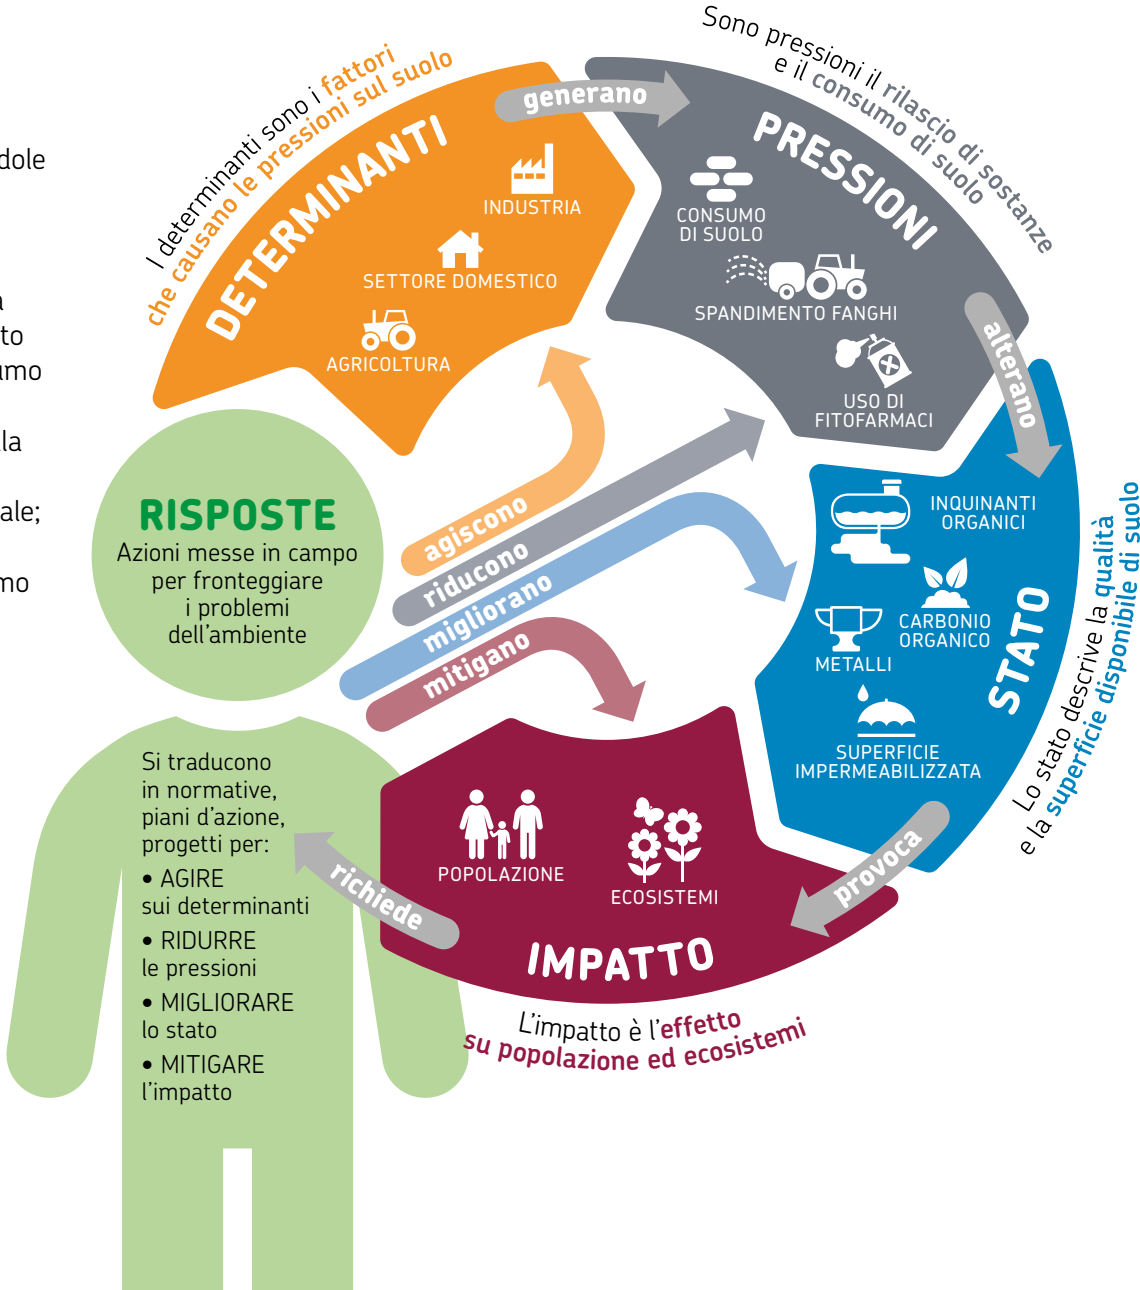 dole
a
to
umo
la
ale;
mo
I determinanti sono i fattori
che causano le pressioni sul suolo
DETERMINANTI
INDUSTRIA
SETTORE DOMESTICO
AGRICOLTURA
generano
Sono pressioni il rilascio di sostanze
e il consumo di suolo
PRESSIONI
CONSUMO
DI SUOLO
SPANDIMENTO FANGHI
USO DI
FITOFARMACI
alterano
INQUINANTI
ORGANICI
CARBONIO
ORGANICO
METALLI
SUPERFICIE
IMPERMEABILIZZATA
STATO
Lo stato descrive la qualità
e la superficie disponibile di suolo
provoca
POPOLAZIONE
ECOSISTEMI
IMPATTO
L'impatto è l'effetto
su popolazione ed ecosistemi
richiede
RISPOSTE
Azioni messe in campo
per fronteggiare
i problemi
dell'ambiente
agiscono
riducono
migliorano
mitigano
Si traducono
in normative,
piani d'azione,
progetti per:
• AGIRE
sui determinanti
• RIDURRE
le pressioni
• MIGLIORARE
lo stato
• MITIGARE
l'impatto